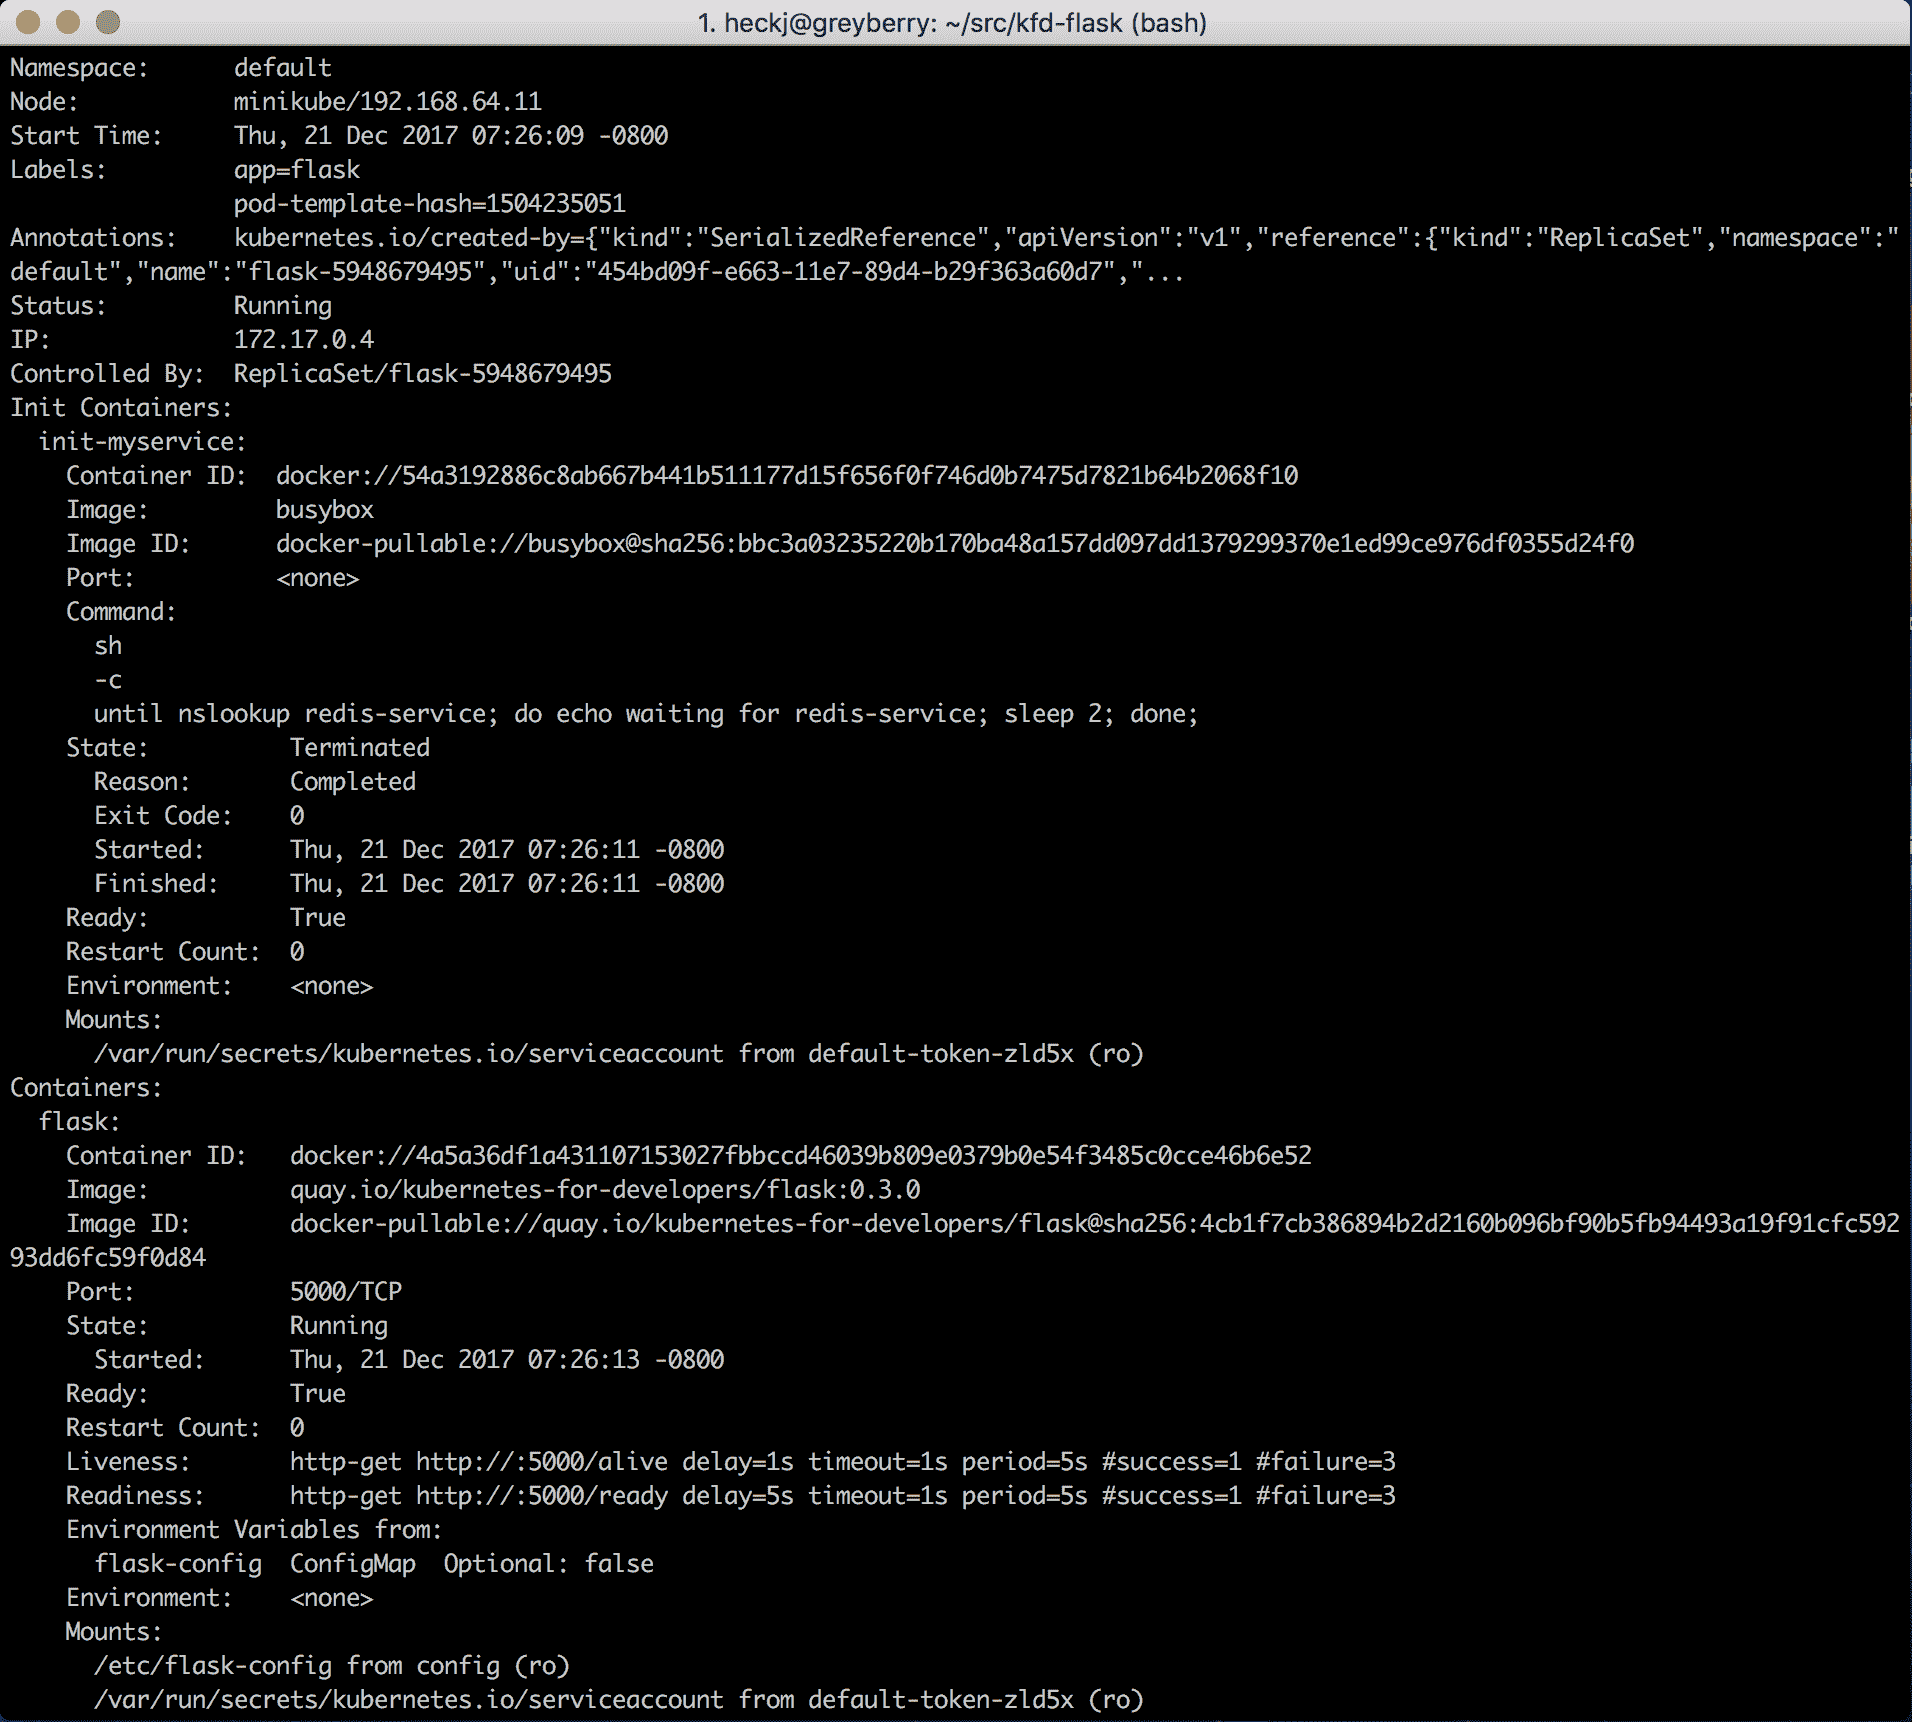 1. heckj@greyberry: ~/src/kfd-flask (bash)
Namespace:      default
Node:           minikube/192.168.64.11
Start Time:     Thu, 21 Dec 2017 07:26:09 -0800
Labels:         app=flask
                pod-template-hash=1504235051
Annotations:    kubernetes.io/created-by={"kind":"SerializedReference","apiVersion":"v1","reference":{"kind":"ReplicaSet","namespace":"
default","name":"flask-5948679495","uid":"454bd09f-e663-11e7-89d4-b29f363a60d7","...
Status:         Running
IP:             172.17.0.4
Controlled By:  ReplicaSet/flask-5948679495
Init Containers:
  init-myservice:
    Container ID:  docker://54a3192886c8ab667b441b511177d15f656f0f746d0b7475d7821b64b2068f10
    Image:         busybox
    Image ID:      docker-pullable://busybox@sha256:bbc3a03235220b170ba48a157dd097dd1379299370e1ed99ce976df0355d24f0
    Port:          <none>
    Command:
      sh
      -c
      until nslookup redis-service; do echo waiting for redis-service; sleep 2; done;
    State:          Terminated
      Reason:       Completed
      Exit Code:    0
      Started:      Thu, 21 Dec 2017 07:26:11 -0800
      Finished:     Thu, 21 Dec 2017 07:26:11 -0800
    Ready:          True
    Restart Count:  0
    Environment:    <none>
    Mounts:
      /var/run/secrets/kubernetes.io/serviceaccount from default-token-zld5x (ro)
Containers:
  flask:
    Container ID:   docker://4a5a36df1a431107153027fbbccd46039b809e0379b0e54f3485c0cce46b6e52
    Image:          quay.io/kubernetes-for-developers/flask:0.3.0
    Image ID:       docker-pullable://quay.io/kubernetes-for-developers/flask@sha256:4cb1f7cb386894b2d2160b096bf90b5fb94493a19f91cfc592
93dd6fc59f0d84
    Port:           5000/TCP
    State:          Running
      Started:      Thu, 21 Dec 2017 07:26:13 -0800
    Ready:          True
    Restart Count:  0
    Liveness:       http-get http://:5000/alive delay=1s timeout=1s period=5s #success=1 #failure=3
    Readiness:      http-get http://:5000/ready delay=5s timeout=1s period=5s #success=1 #failure=3
    Environment Variables from:
      flask-config  ConfigMap  Optional: false
    Environment:    <none>
    Mounts:
      /etc/flask-config from config (ro)
      /var/run/secrets/kubernetes.io/serviceaccount from default-token-zld5x (ro)